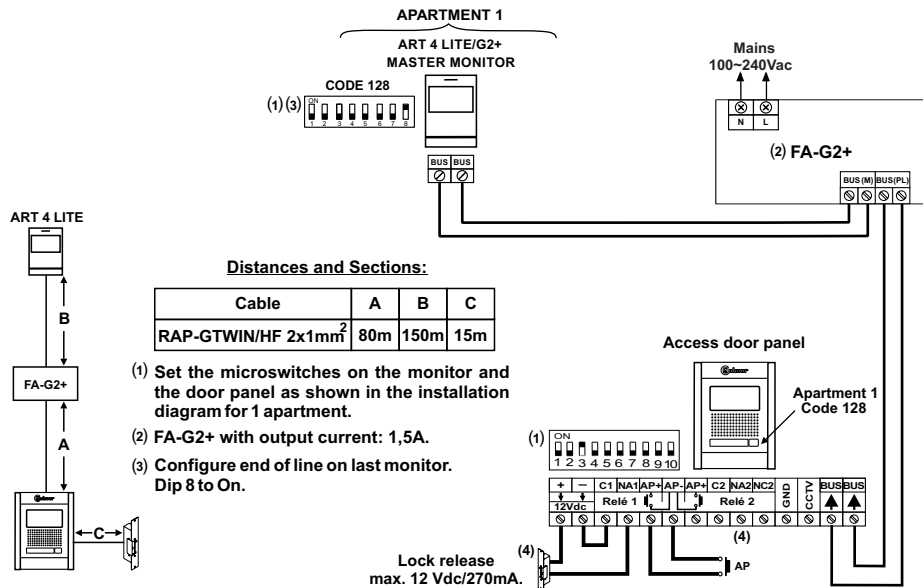 APARTMENT 1
ART 4 LITE/G2+
MASTER MONITOR
CODE 128
(1) (3)
ON
1 2 3 4 5 6 7 8
BUS BUS
Mains
100~240Vac
N L
(2) FA-G2+
BUS (M) BUS(PL)
ART 4 LITE
B
FA-G2+
A
Golmar
C
Distances and Sections:
Cable A B C
RAP-GTWIN/HF 2x1mm² 80m 150m 15m
(1) Set the microswitches on the monitor and
the door panel as shown in the installation
diagram for 1 apartment.
(2) FA-G2+ with output current: 1,5A.
(3) Configure end of line on last monitor.
Dip 8 to On.
Access door panel
Golmar
Apartment 1
Code 128
(1)
ON
1 2 3 4 5 6 7 8 9 10
+ – C1 NA1 AP+ AP- AP+ C2 NA2 NC2 GND CCTV BUS BUS
12Vdc Relé 1 Relé 2
(4)
(4)
Lock release
max. 12 Vdc/270mA.
AP